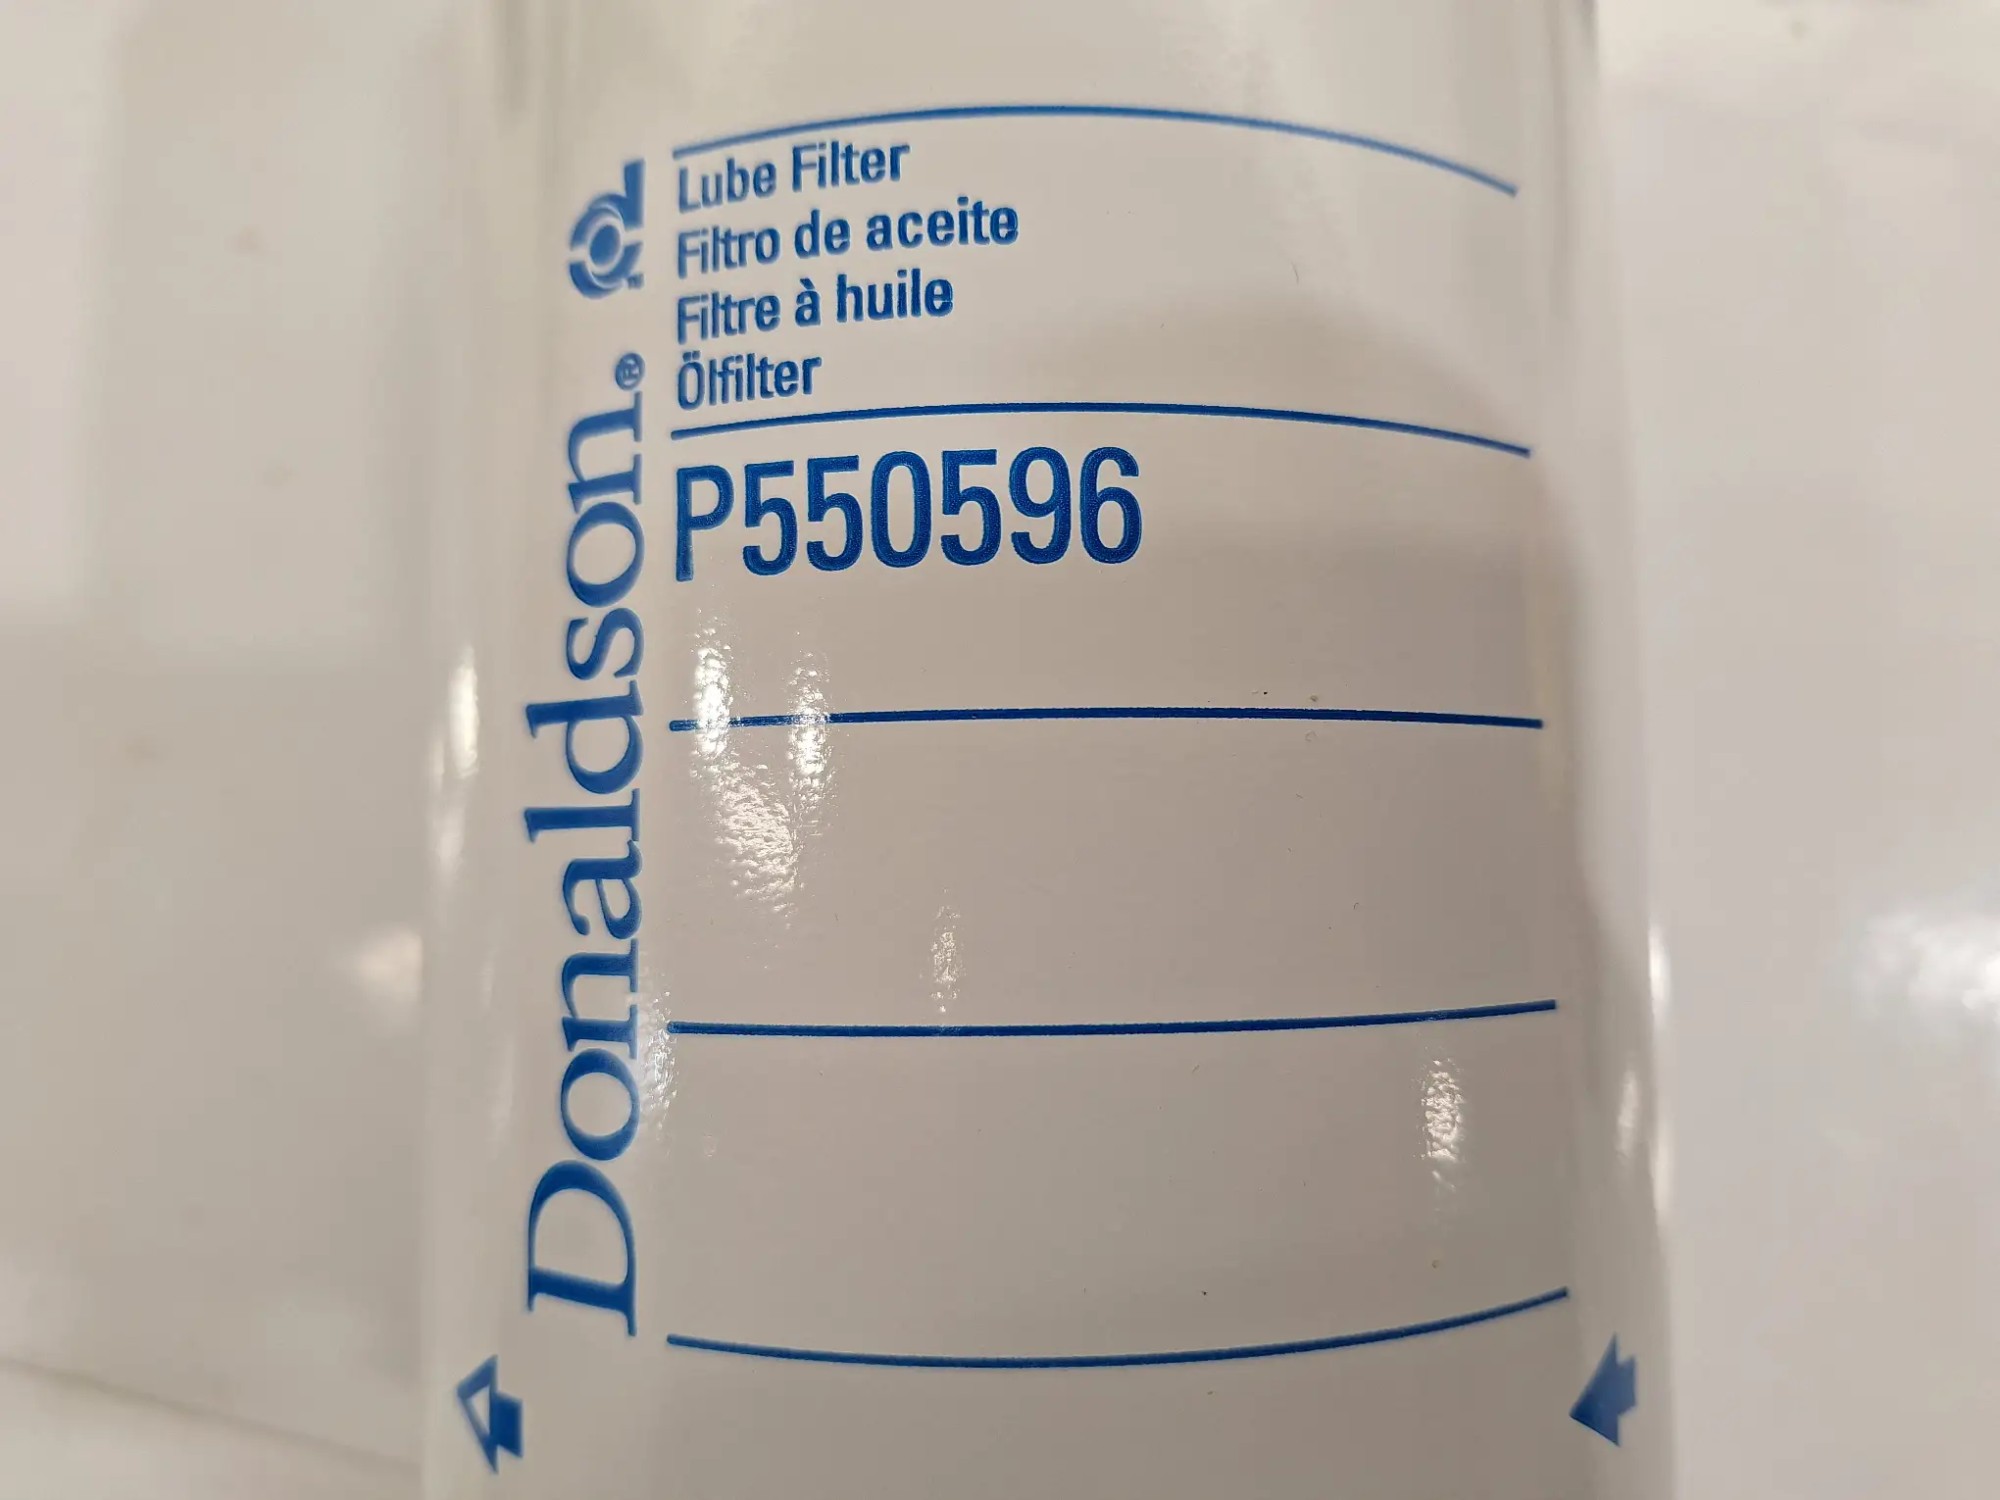 Donaldson®
Lube Filter
Filtro de aceite
Filtre à huile
Ölfilter
P550596